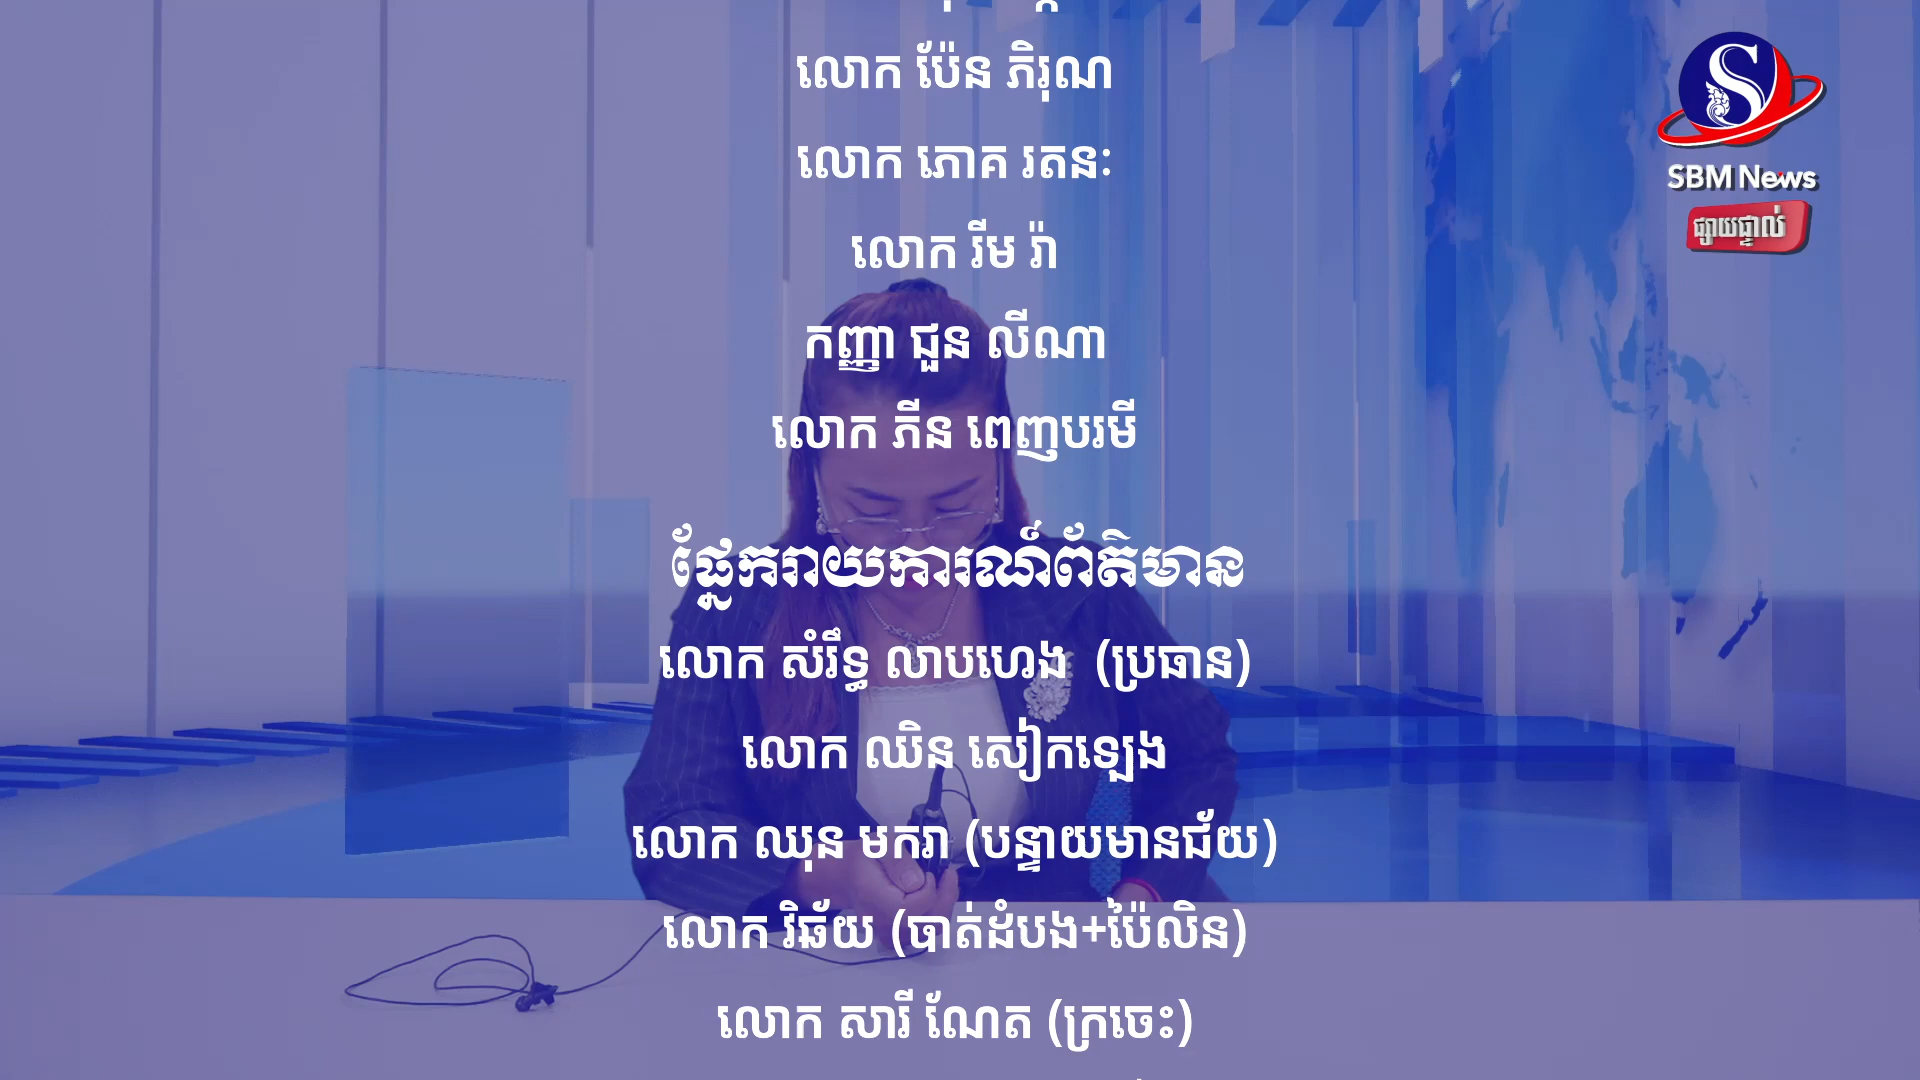 លោក ប៉ែន ភិរុណ
លោក ភោគ រតនៈ
លោក រីម រ៉ា
កញ្ញា ជួន លីណា
លោក ភីន ពេញបរមី
ផ្នែករាយការណ៍ព័ត៌មាន
លោក សំរឹទ្ធ លាបហេង (ប្រធាន)
លោក ឈិន សៀកឡេង
លោក ឈុន មករា (បន្ទាយមានជ័យ)
លោក រិឆ័យ (បាត់ដំបង+ប៉ៃលិន)
លោក សារី ណែត (ក្រចេះ)
SBM News
ផ្សាយផ្ទាល់